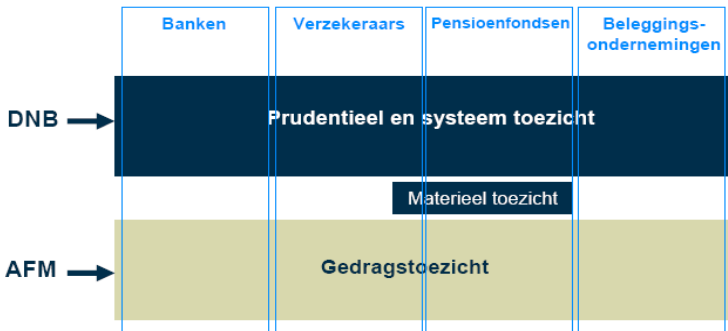 Banken
Verzekeraars
Pensioenfondsen
Beleggings-
ondernemingen
DNB
Prudentieel en systeem toezicht
Materieel toezicht
AFM
Gedragstoezicht